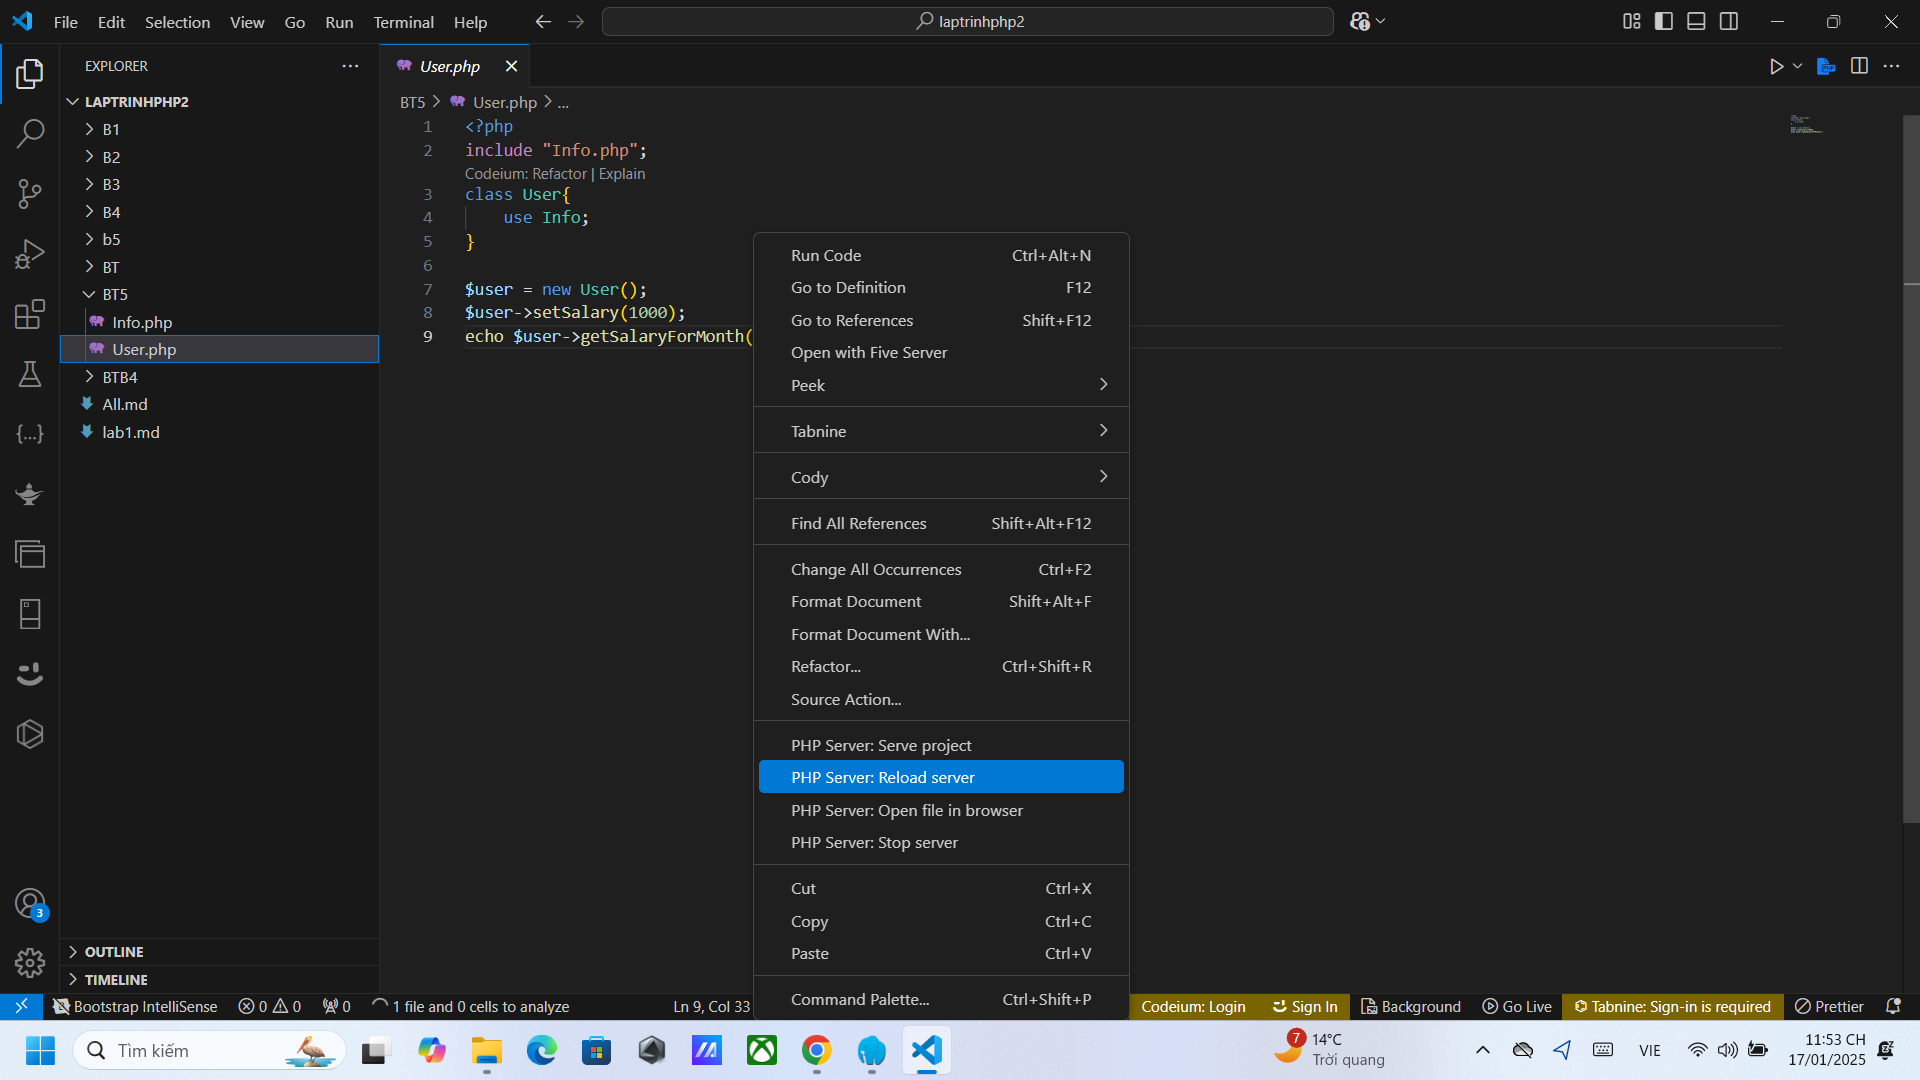 File Edit Selection View Go Run Terminal Help
laptrinhphp2
EXPLORER
User.php
LAPTRINHPHP2
B1
B2
B3
B4
b5
BT
BT5
Info.php
User.php
BTB4
All.md
lab1.md
OUTLINE
TIMELINE
BT5 > User.php > ...
1 <?php
2 include "Info.php";
Codeium: Refactor | Explain
3 class User{
4 use Info;
5 }
6
7 $user = new User();
8 $user->setSalary(1000);
9 echo $user->getSalaryForMonth(
Run Code Ctrl+Alt+N
Go to Definition F12
Go to References Shift+F12
Open with Five Server
Peek
Tabnine
Cody
Find All References Shift+Alt+F12
Change All Occurrences Ctrl+F2
Format Document Shift+Alt+F
Format Document With...
Refactor... Ctrl+Shift+R
Source Action...
PHP Server: Serve project
PHP Server: Reload server
PHP Server: Open file in browser
PHP Server: Stop server
Cut Ctrl+X
Copy Ctrl+C
Paste Ctrl+V
Command Palette... Ctrl+Shift+P
3
Bootstrap IntelliSense 0 0 0 1 file and 0 cells to analyze Ln 9, Col 33 Codeium: Login Sign In Background Go Live Tabnine: Sign-in is required Prettier
Tìm kiếm
7 14°C
Trời quang
VIE
11:53 CH
17/01/2025